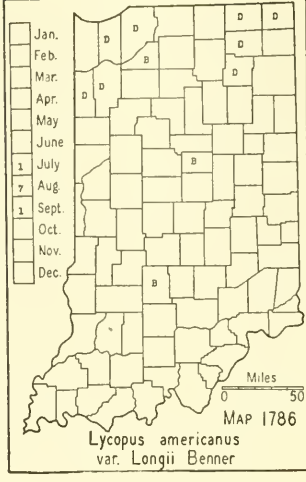 Jan.
Feb.
Mar.
Apr.
May
June
1 July
7 Aug.
1 Sept.
Oct.
Nov.
Dec.
D D
D D D
B
D
D D
B
B
Miles
0 50
MAP 1786
Lycopus americanus
var. Longii Benner